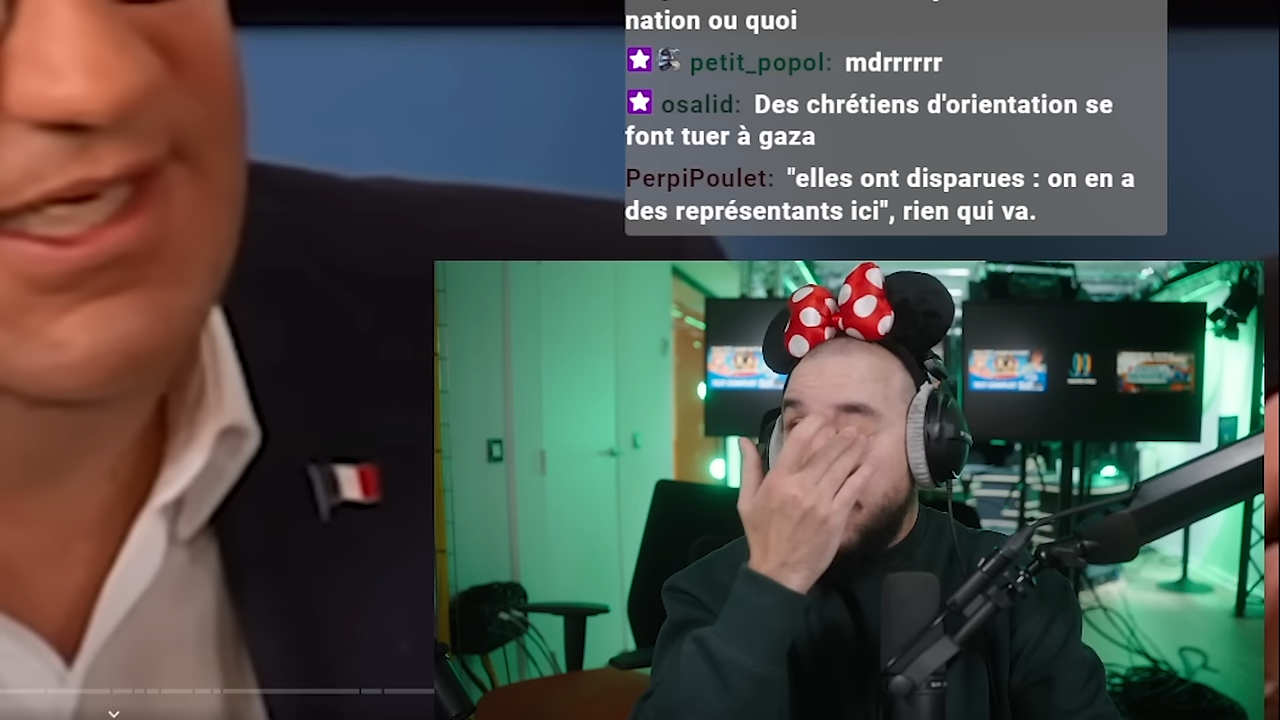 nation ou quoi
petit_popol: mdrrrrrr
osalid: Des chrétiens d'orientation se
font tuer à gaza
PerpiPoulet: "elles ont disparues : on en a
des représentants ici", rien qui va.